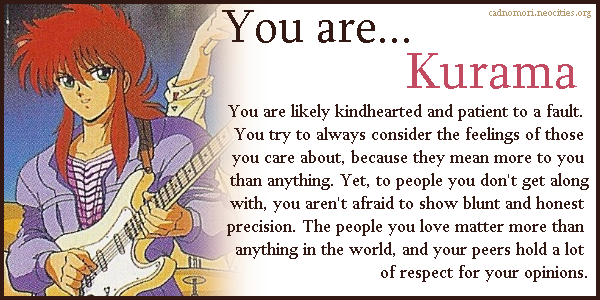 cadnomori.neocities.org
You are...
Kurama
You are likely kindhearted and patient to a fault.
You try to always consider the feelings of those
you care about, because they mean more to you
than anything. Yet, to people you don't get along
with, you aren't afraid to show blunt and honest
precision. The people you love matter more than
anything in the world, and your peers hold a lot
of respect for your opinions.